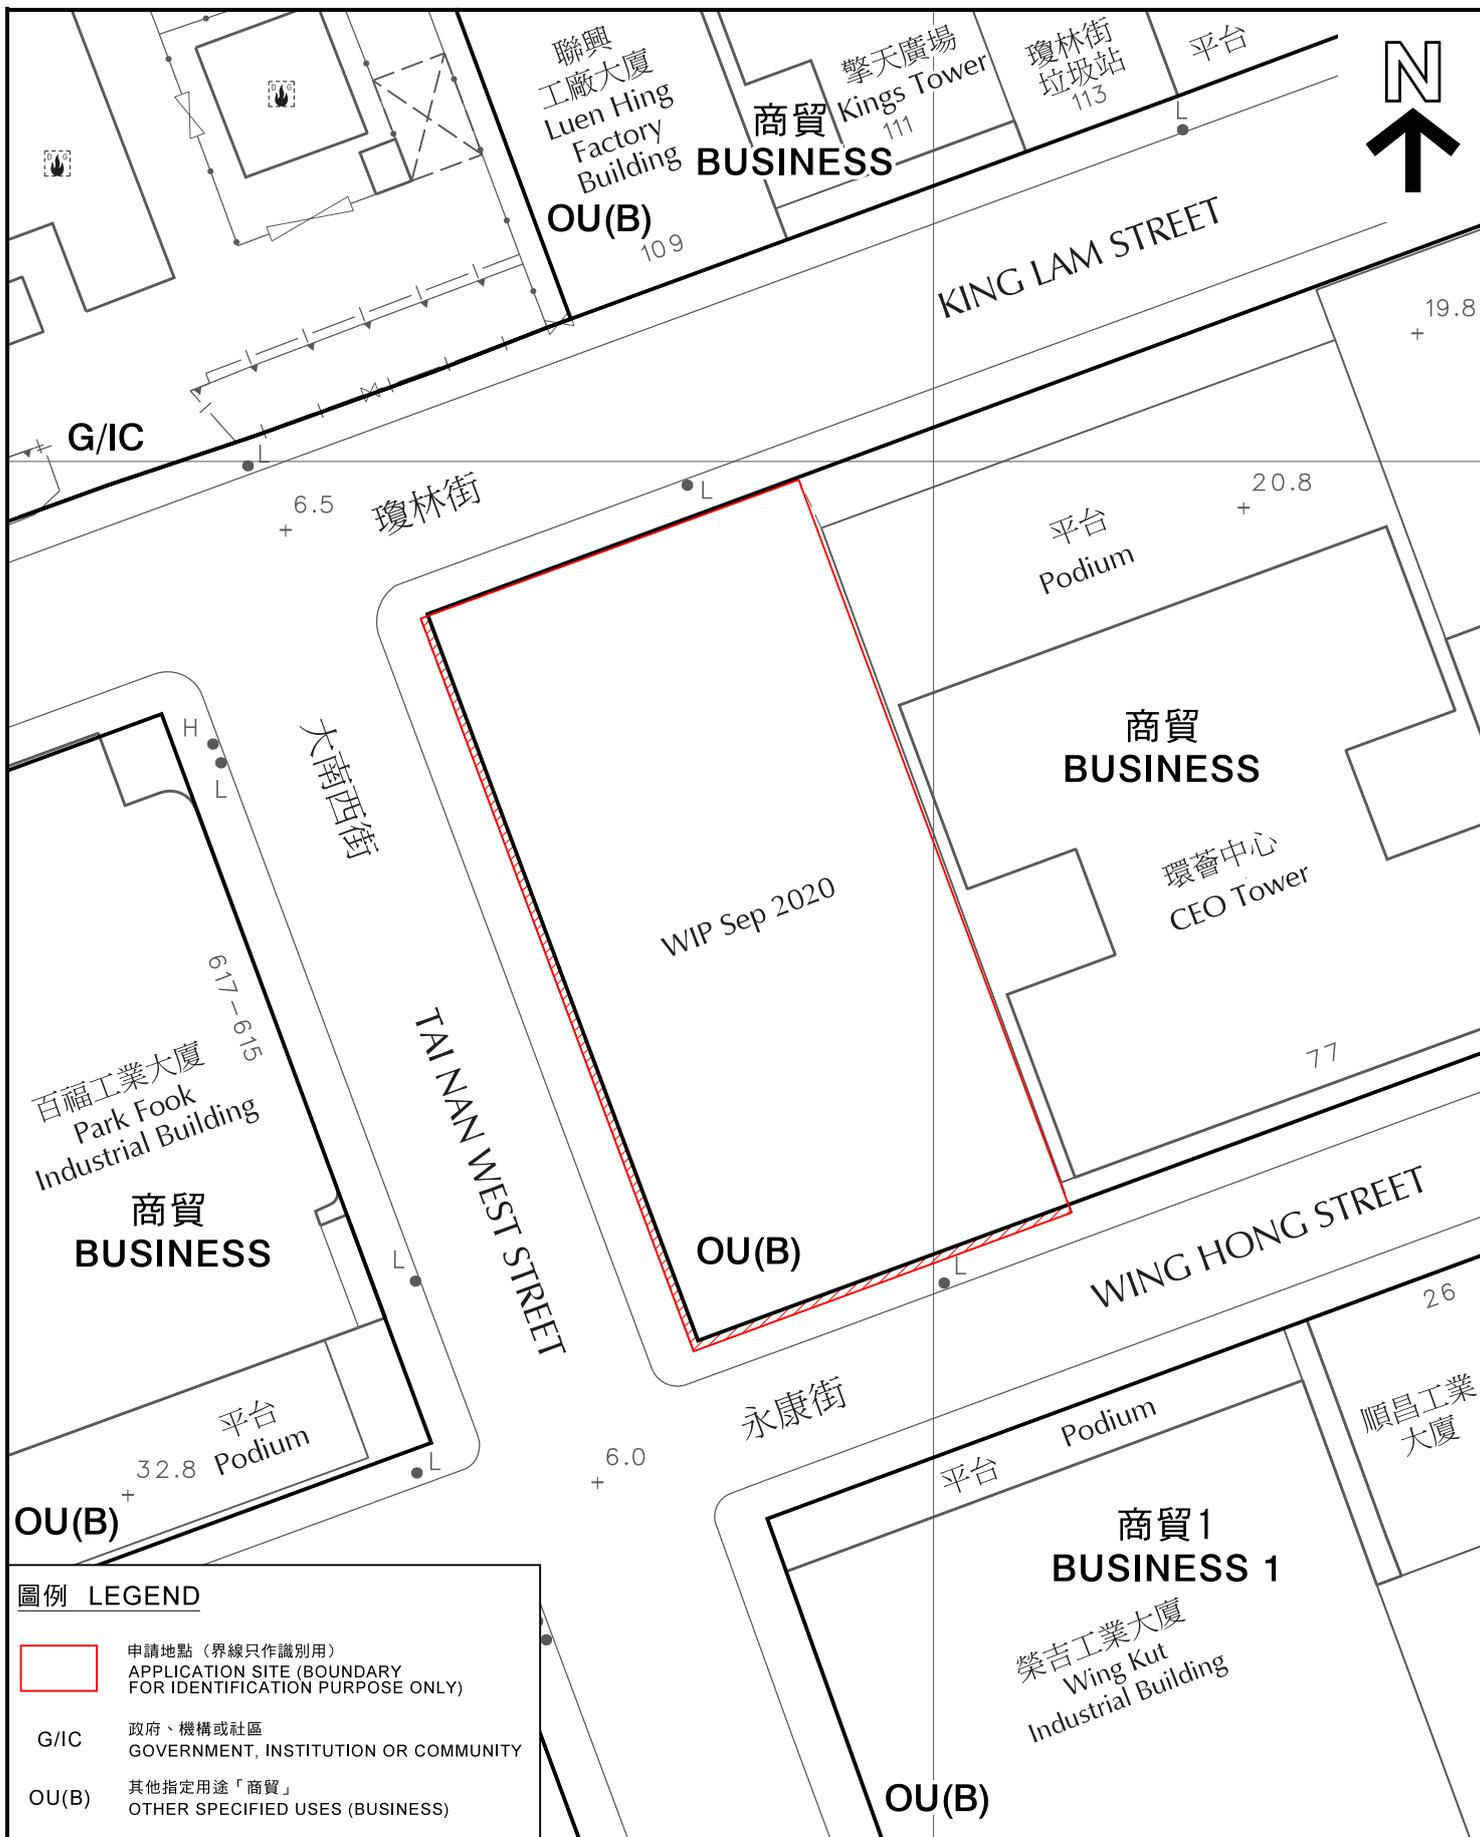 聯興
工廠大廈
Luen Hing
Factory
Building
商貿
BUSINESS
OU(B)
109
擎天廣場
Kings Tower
111
瓊林街
垃圾站
113
平台
L
N
KING LAM STREET
19.8
G/IC
L
6.5
瓊林街
L
20.8
平台
Podium
H
L
大南西街
商貿
BUSINESS
環薈中心
CEO Tower
WIP Sep 2020
617-615
百福工業大廈
Park Fook
Industrial Building
商貿
BUSINESS
TAI NAN WEST STREET
77
L
OU(B)
L
WING HONG STREET
26
平台
Podium
32.8
L
OU(B)
6.0
永康街
平台
Podium
順昌工業
大廈
商貿1
BUSINESS 1
榮吉工業大廈
Wing Kut
Industrial Building
OU(B)
圖例 LEGEND
申請地點（界線只作識別用）
APPLICATION SITE (BOUNDARY
FOR IDENTIFICATION PURPOSE ONLY)
G/IC
政府、機構或社區
GOVERNMENT, INSTITUTION OR COMMUNITY
OU(B)
其他指定用途「商貿」
OTHER SPECIFIED USES (BUSINESS)